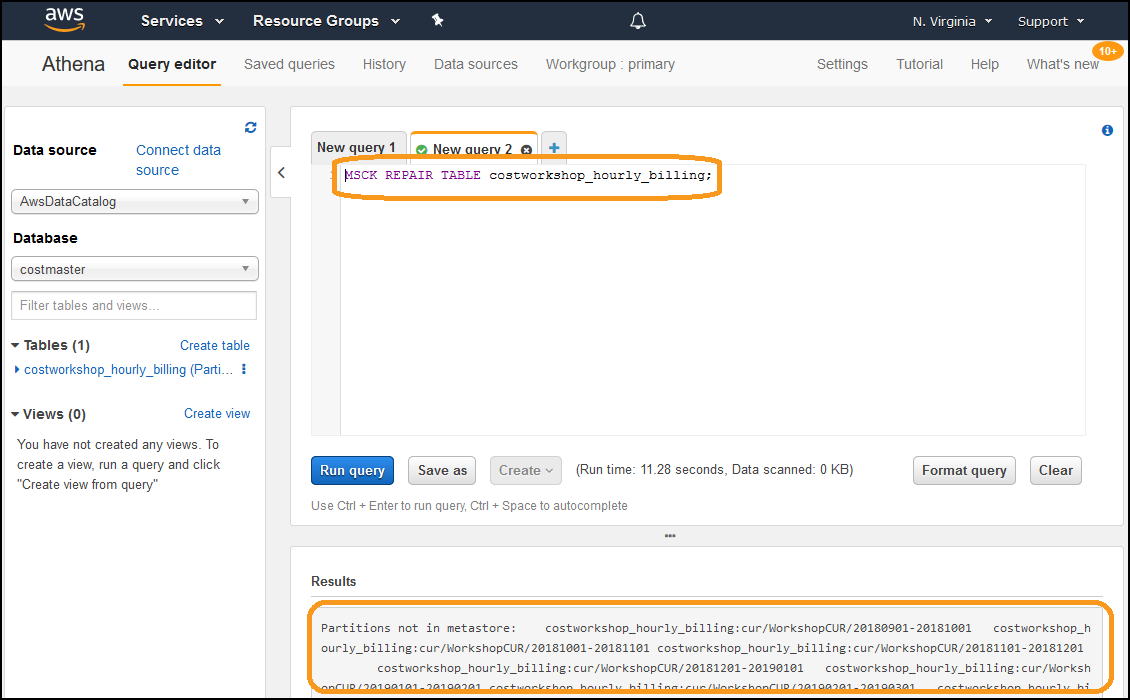 aws Services Resource Groups N. Virginia Support
Athena Query editor Saved queries History Data sources Workgroup : primary Settings Tutorial Help What's new 10+
Data source Connect data source
AwsDataCatalog
Database
costmaster
Filter tables and views...
Tables (1) Create table
costworkshop_hourly_billing (Parti...
Views (0) Create view
You have not created any views. To
create a view, run a query and click
"Create view from query"
New query 1 New query 2
MSCK REPAIR TABLE costworkshop_hourly_billing;
Run query Save as Create (Run time: 11.28 seconds, Data scanned: 0 KB) Format query Clear
Use Ctrl + Enter to run query, Ctrl + Space to autocomplete
Results
Partitions not in metastore: costworkshop_hourly_billing:cur/WorkshopCUR/20180901-20181001 costworkshop_h
ourly_billing:cur/WorkshopCUR/20181001-20181101 costworkshop_hourly_billing:cur/WorkshopCUR/20181101-20181201
costworkshop_hourly_billing:cur/WorkshopCUR/20181201-20190101 costworkshop_hourly_billing:cur/Worksh
opCUR/20190101-20190201 costworkshop_hourly_billing:cur/WorkshopCUR/20190201-20190301 costworkshop_hourly_bi